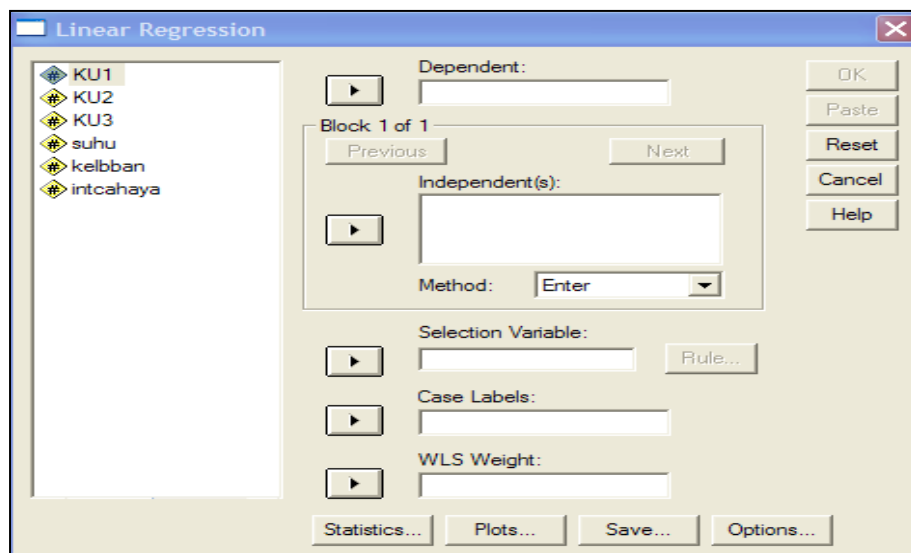 Linear Regression
KU1
KU2
KU3
suhu
kelbban
intcahaya
Dependent:
Block 1 of 1
Previous
Next
Independent(s):
Method:
Enter
Selection Variable:
Rule...
Case Labels:
WLS Weight:
Statistics...
Plots...
Save...
Options...
OK
Paste
Reset
Cancel
Help